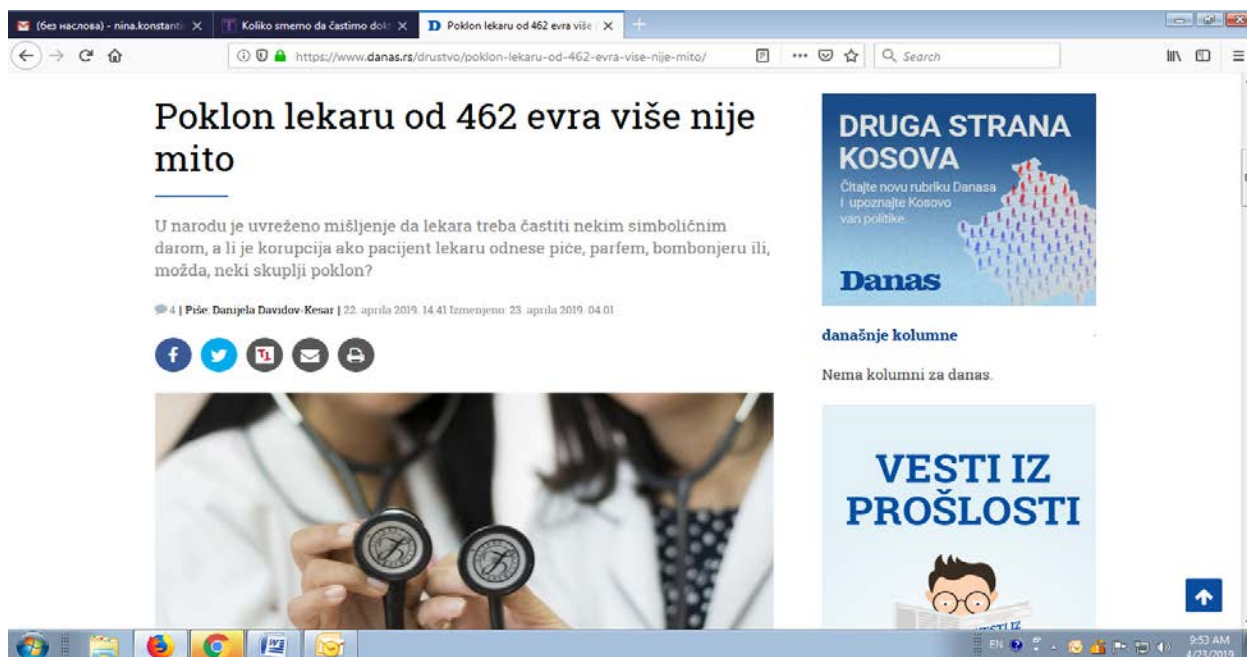 (без наслова) - nina.konstanti
Koliko smemo da častimo dok
Poklon lekaru od 462 evra više
https://www.danas.rs/drustvo/poklon-lekaru-od-462-evra-vise-nije-mito/
Search
Poklon lekaru od 462 evra više nije
mito
U narodu je uvreženo mišljenje da lekara treba častiti nekim simboličnim
darom, a li je korupcija ako pacijent lekaru odnese piće, parfem, bombonjeru ili,
možda, neki skuplji poklon?
4 | Piše: Danijela Davidov-Kesar | 22. aprila 2019. 14.41 Izmenjeno: 23. aprila 2019. 04.01
DRUGA STRANA
KOSOVA
Čitajte novu rubriku Danasa
i upoznajte Kosovo
van politike.
Danas
današnje kolumne
Nema kolumni za danas.
VESTI IZ
PROŠLOSTI
VESTI IZ
EN
9:53 AM
4/23/2019